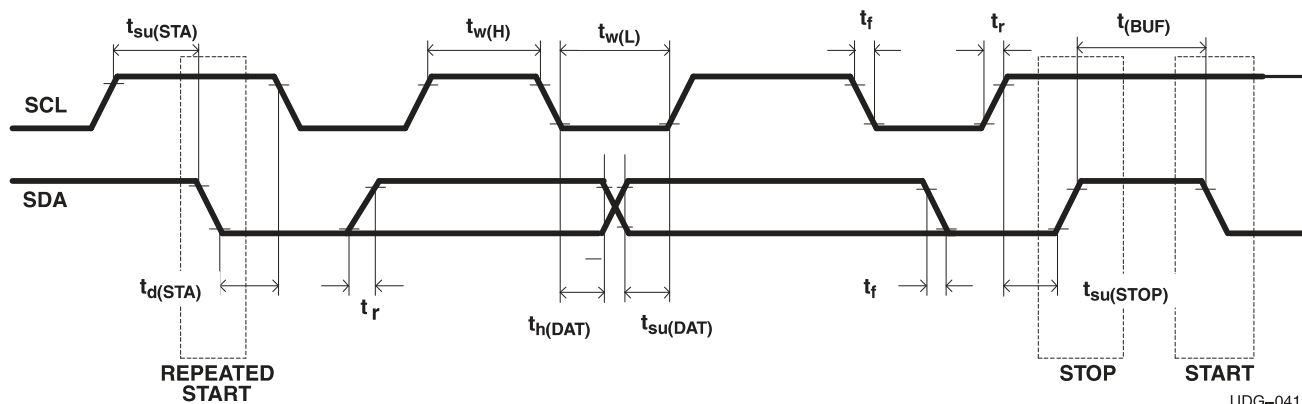 tsu(STA)
tw(H)
tw(L)
tf
tr
t(BUF)
SCL
SDA
td(STA)
tr
th(DAT)
tsu(DAT)
tf
tsu(STOP)
REPEATED
START
STOP
START
UDG–041